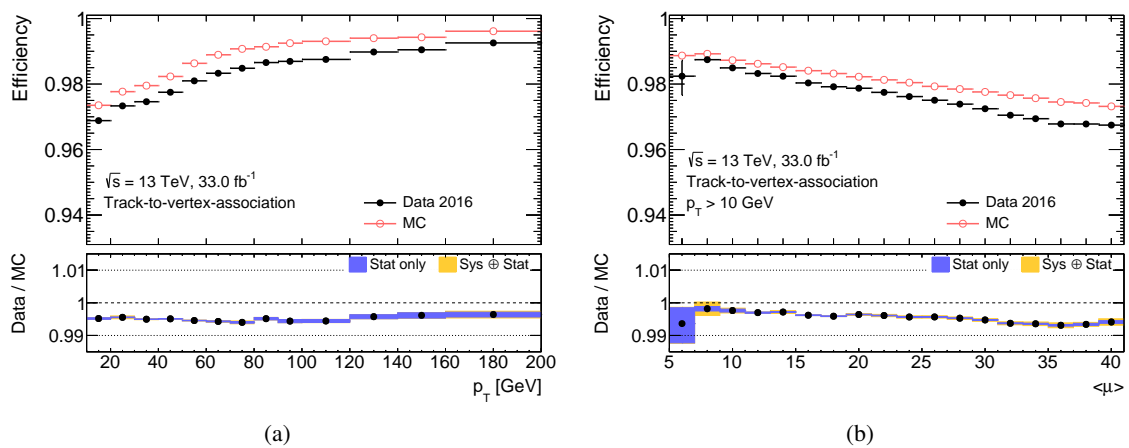 Efficiency
1
0.98
0.96
0.94
√s = 13 TeV, 33.0 fb⁻¹
Track-to-vertex-association
Data 2016
MC
Data / MC
1.01
1
0.99
Stat only
Sys ⊕ Stat
20 40 60 80 100 120 140 160 180 200
p_T [GeV]
(a)
Efficiency
1
0.98
0.96
0.94
√s = 13 TeV, 33.0 fb⁻¹
Track-to-vertex-association
p_T > 10 GeV
Data 2016
MC
Data / MC
1.01
1
0.99
Stat only
Sys ⊕ Stat
5 10 15 20 25 30 35 40
<μ>
(b)